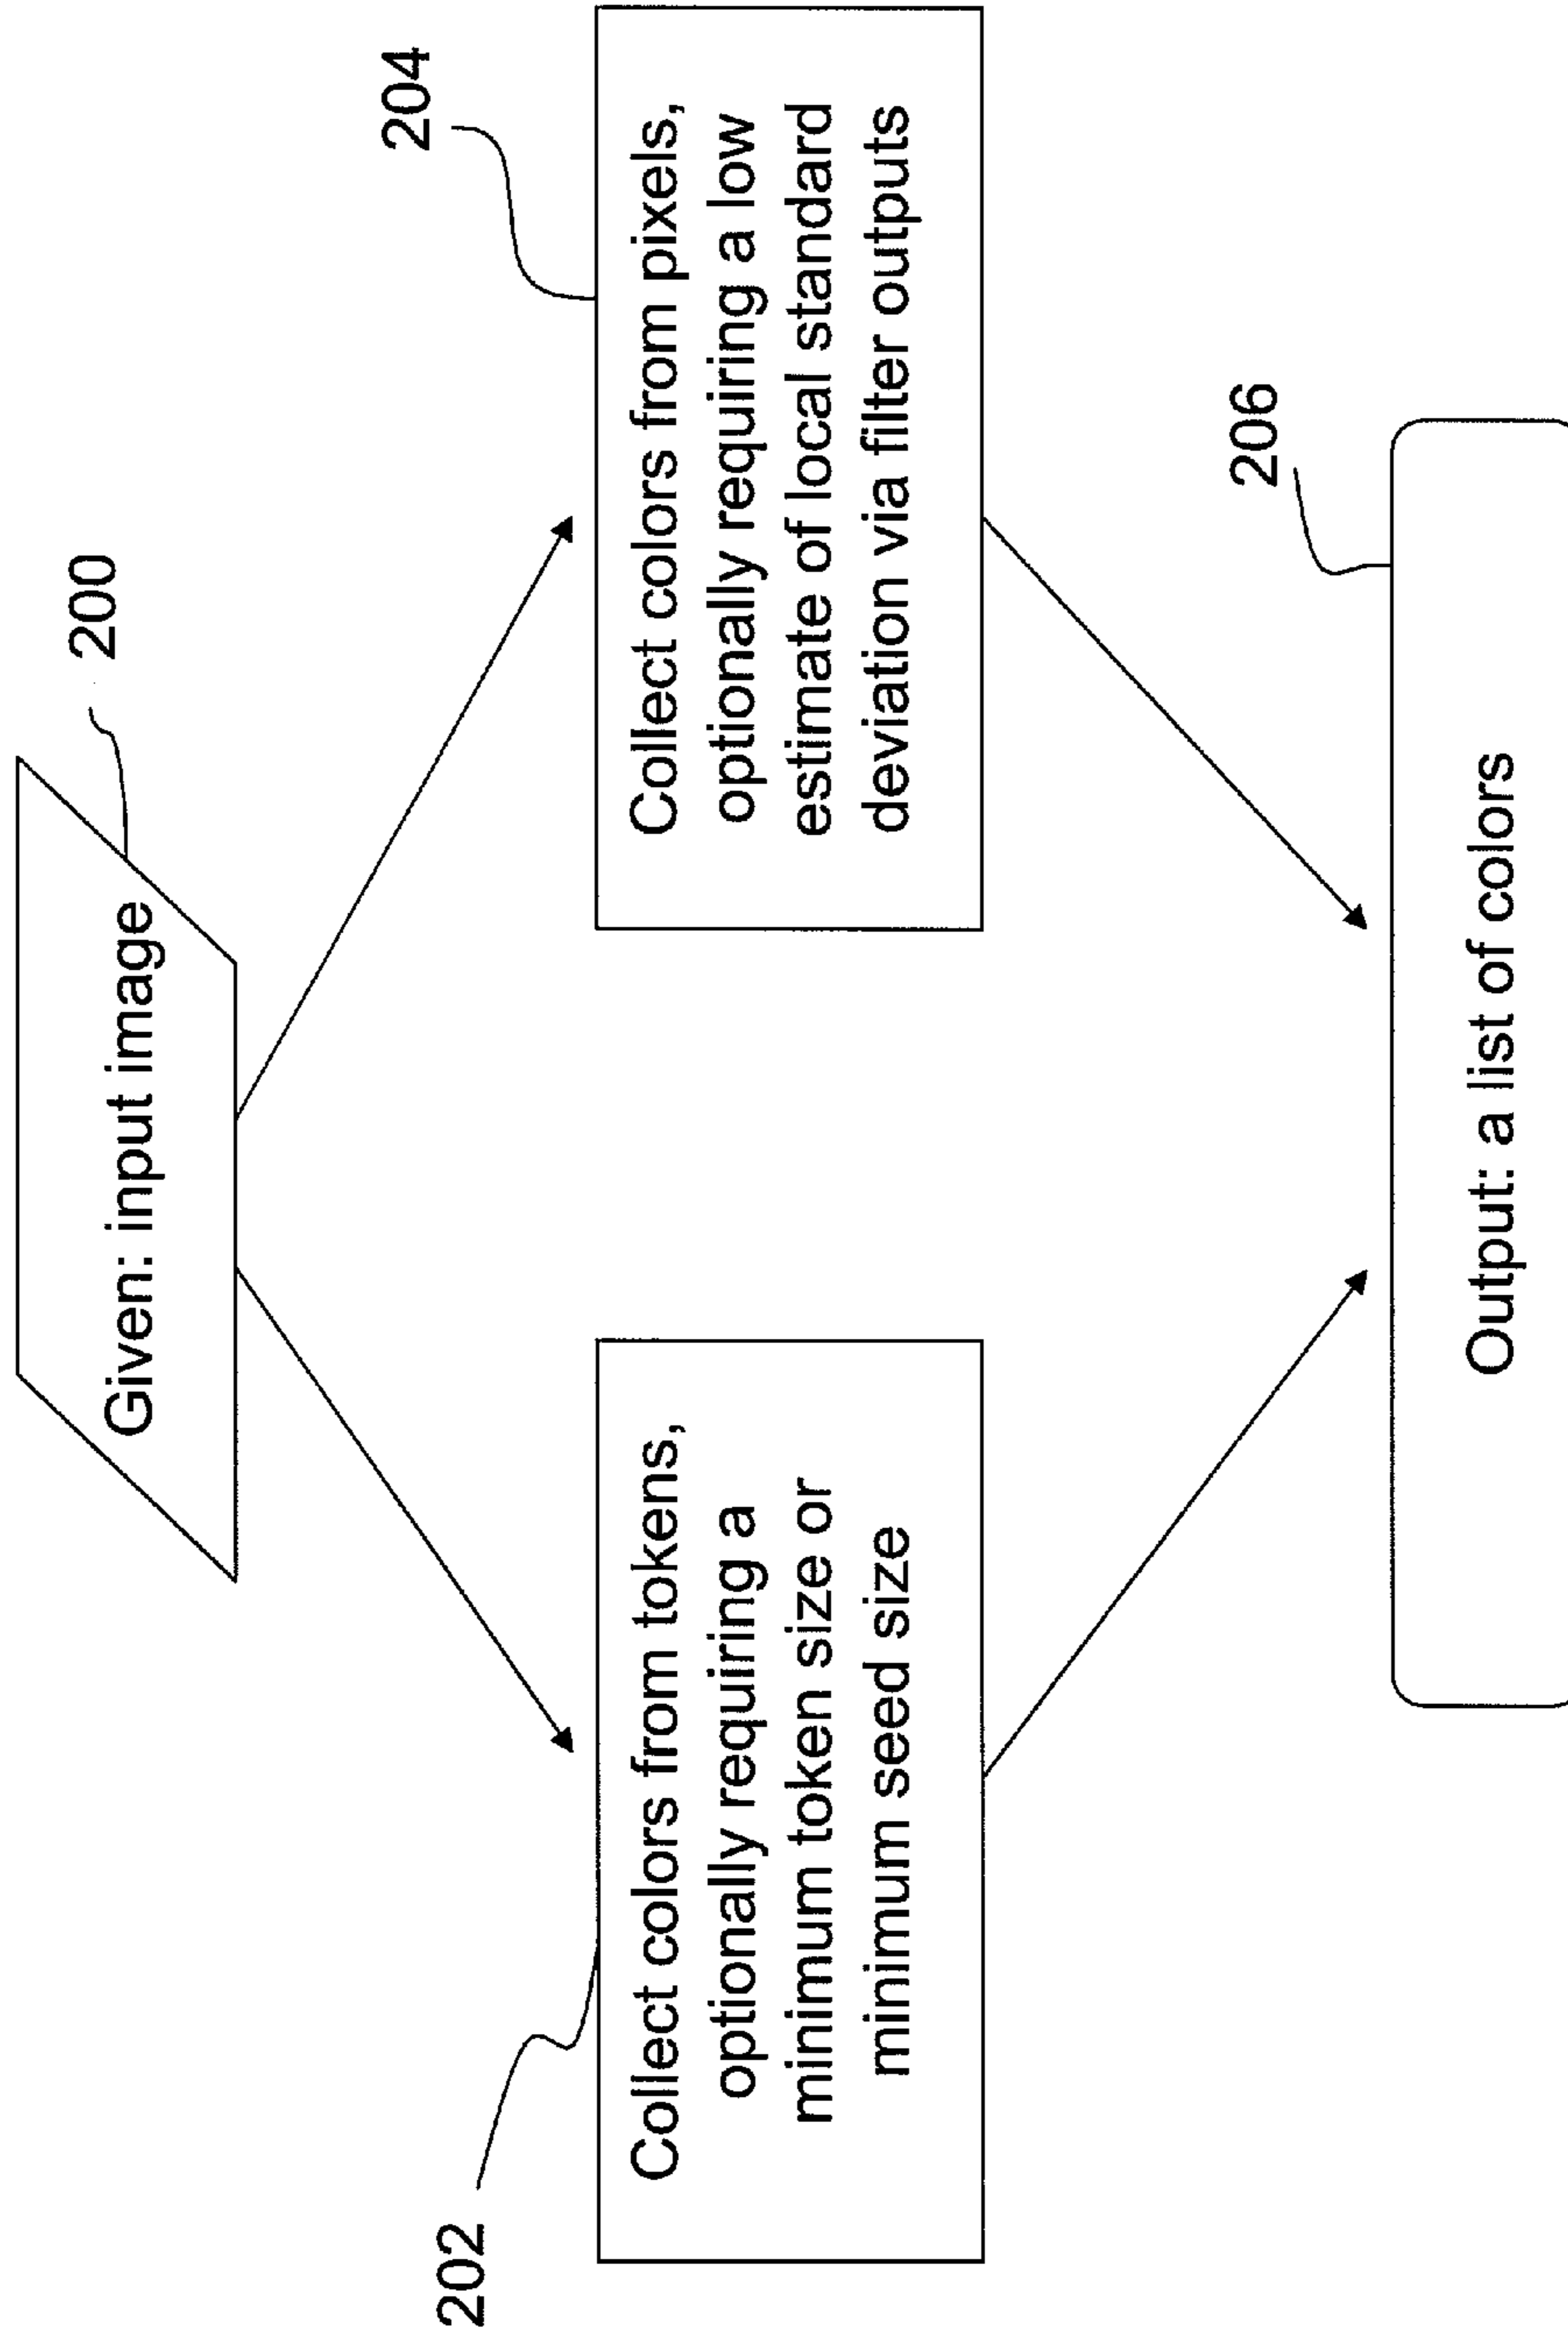 200
Given: input image
202
Collect colors from tokens,
optionally requiring a
minimum token size or
minimum seed size
204
Collect colors from pixels,
optionally requiring a low
estimate of local standard
deviation via filter outputs
206
Output: a list of colors